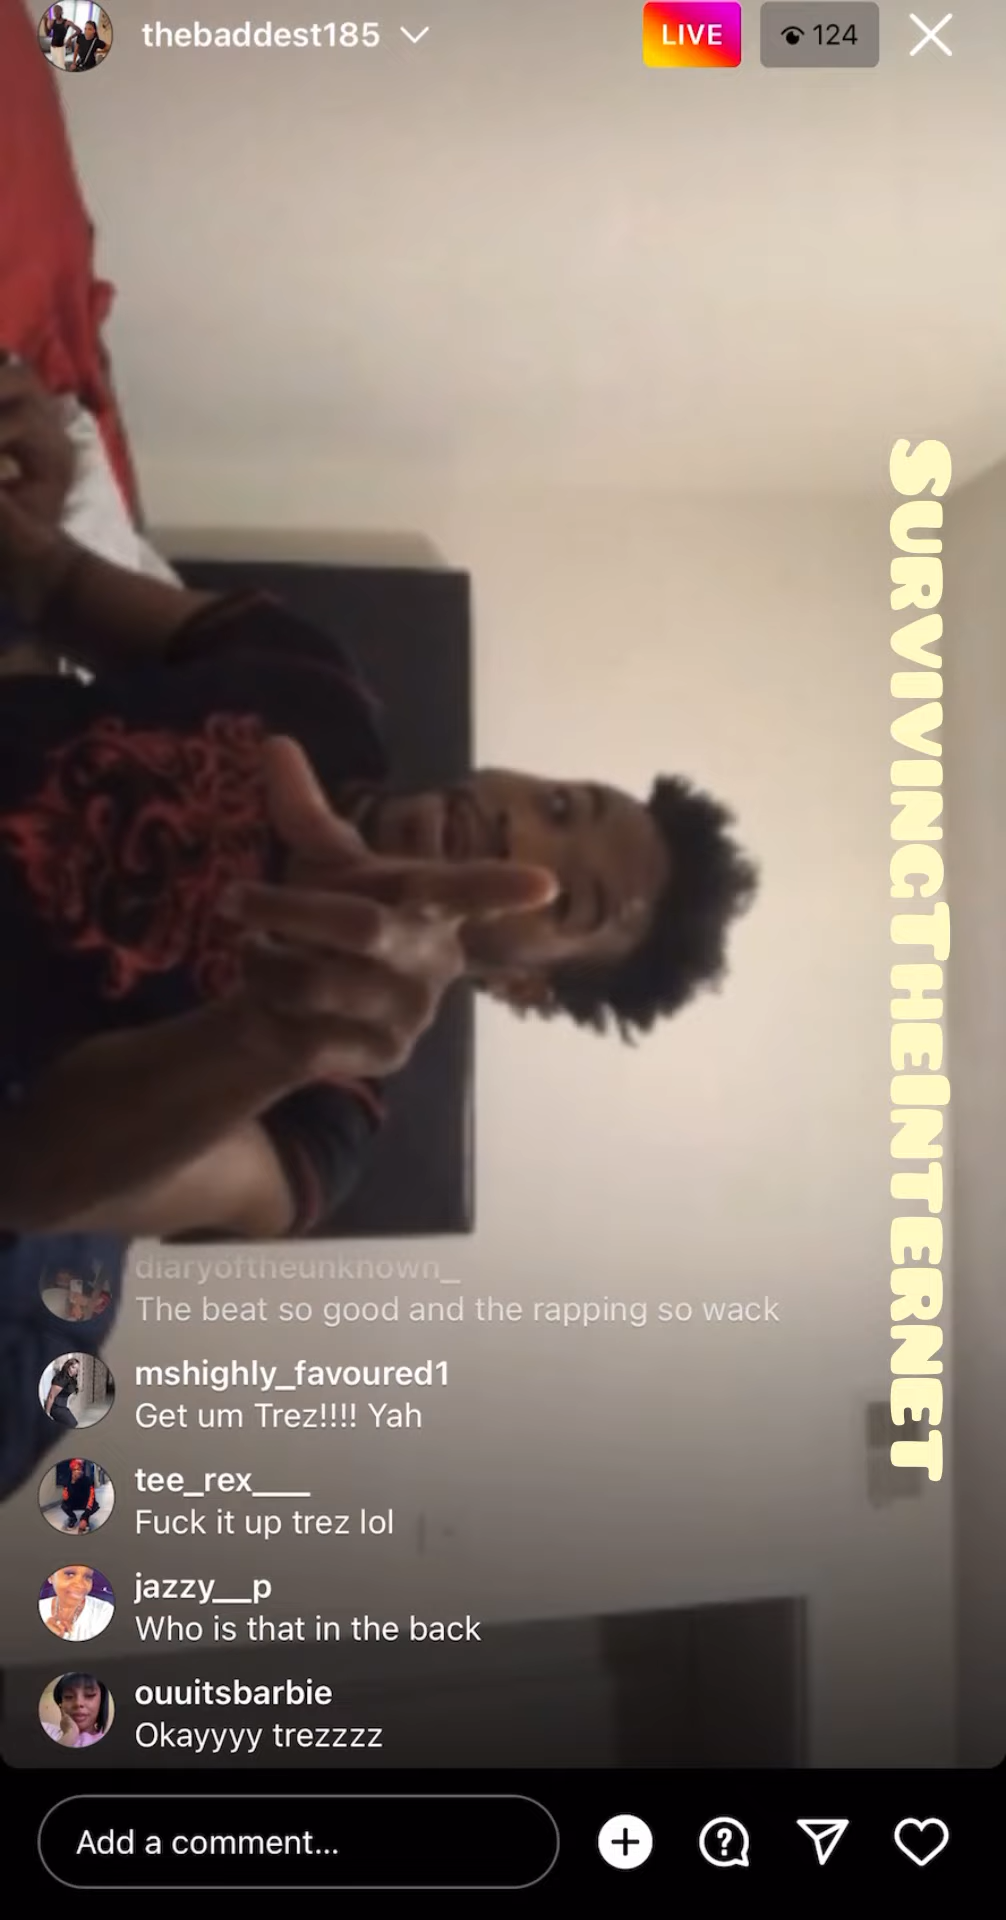 thebaddest185
LIVE
124
SURVIVINGTHEINTERNET
diaryoftheunknown_
The beat so good and the rapping so wack
mshighly_favoured1
Get um Trez!!!! Yah
tee_rex___
Fuck it up trez lol
jazzy__p
Who is that in the back
ouuitsbarbie
Okayyyy trezzzz
Add a comment...